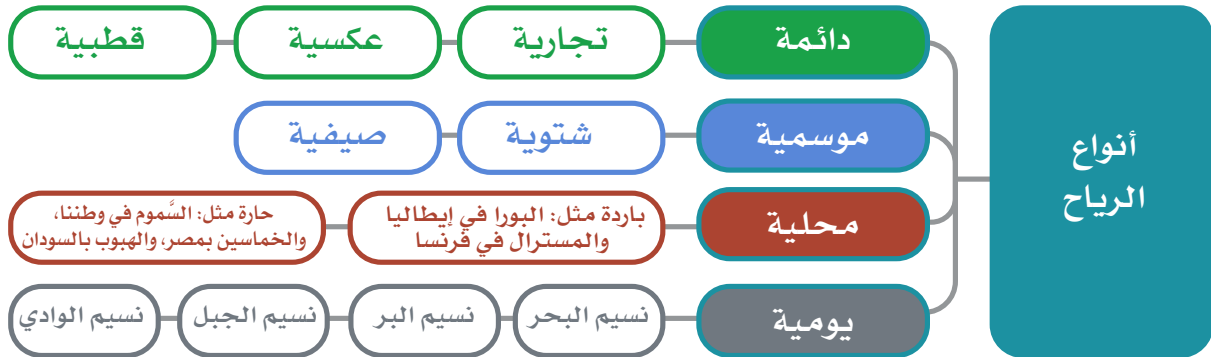 أنواع
الرياح
دائمة
تجارية
عكسية
قطبية
موسمية
شتوية
صيفية
محلية
باردة مثل: البورا في إيطاليا
والمسترال في فرنسا
حارة مثل: السَّموم في وطننا،
والخماسين بمصر، والهبوب بالسودان
يومية
نسيم البحر
نسيم البر
نسيم الجبل
نسيم الوادي